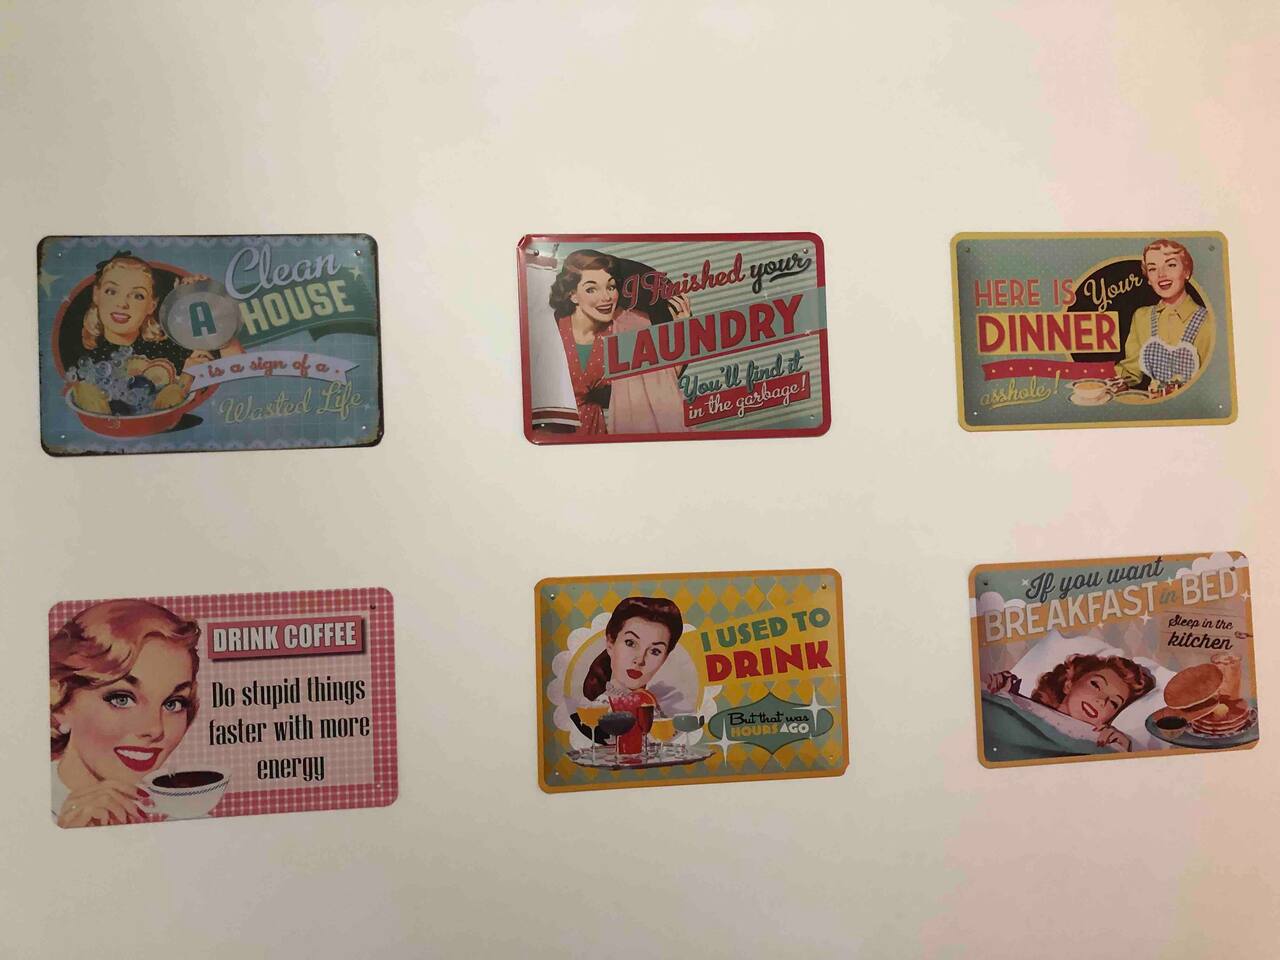 Clean
A HOUSE
is a sign of a
Wasted Life
I Finished your
LAUNDRY
You'll find it
in the garbage!
HERE IS Your
DINNER
asshole!
DRINK COFFEE
Do stupid things
faster with more
energy
I USED TO
DRINK
But that was
HOURS AGO
If you want
BREAKFAST in BED
Sleep in the
kitchen